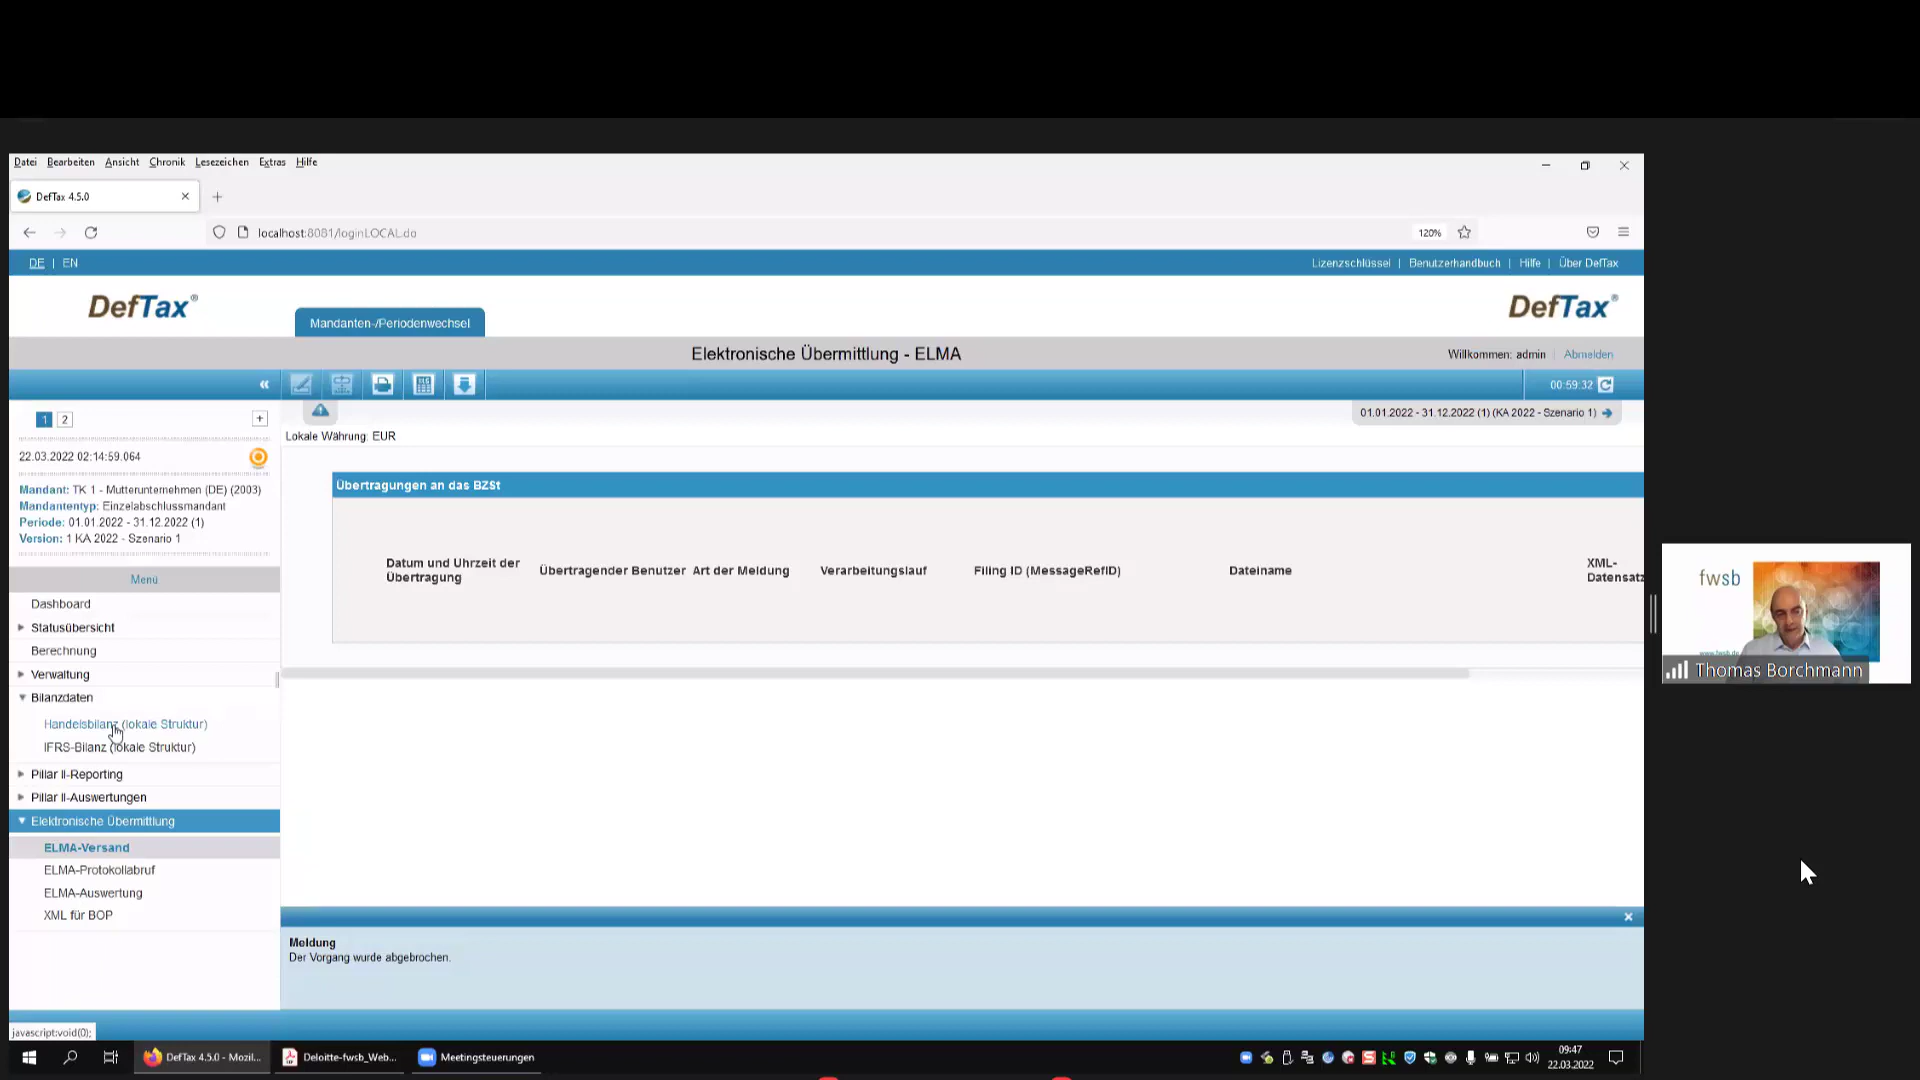 Datei Bearbeiten Ansicht Chronik Lesezeichen Extras Hilfe
DefTax 4.5.0
localhost:8081/loginLOCAL.do
120%
DE | EN
Lizenzschlüssel | Benutzerhandbuch | Hilfe | Über DefTax
DefTax®
Mandanten-/Periodenwechsel
DefTax®
Elektronische Übermittlung - ELMA
Willkommen: admin | Abmelden
«
00:59:32
1 2 +
01.01.2022 - 31.12.2022 (1) (KA 2022 - Szenario 1)
Lokale Währung: EUR
22.03.2022 02:14:59.064
Mandant: TK 1 - Mutterunternehmen (DE) (2003)
Mandantentyp: Einzelabschlussmandant
Periode: 01.01.2022 - 31.12.2022 (1)
Version: 1 KA 2022 - Szenario 1
Übertragungen an das BZSt
Datum und Uhrzeit der
Übertragung
Übertragender Benutzer
Art der Meldung
Verarbeitungslauf
Filing ID (MessageRefID)
Dateiname
XML-
Datensatz
Menü
Dashboard
Statusübersicht
Berechnung
Verwaltung
Bilanzdaten
Handelsbilanz (lokale Struktur)
IFRS-Bilanz (lokale Struktur)
Pillar II-Reporting
Pillar II-Auswertungen
Elektronische Übermittlung
ELMA-Versand
ELMA-Protokollabruf
ELMA-Auswertung
XML für BOP
Meldung
Der Vorgang wurde abgebrochen.
javascript:void(0);
fwsb
Thomas Borchmann
DefTax 4.5.0 - Mozil...
Deloitte-fwsb_Web...
Meetingsteuerungen
09:47
22.03.2022